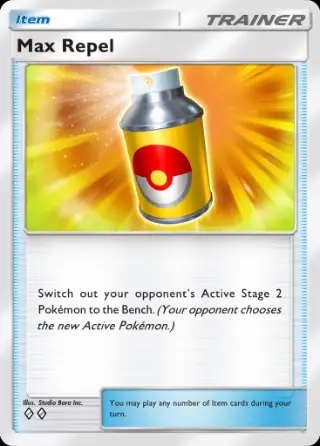 Item
TRAINER
Max Repel
Switch out your opponent's Active Stage 2
Pokémon to the Bench. (Your opponent chooses
the new Active Pokémon.)
Illus. Studio Bora Inc.
You may play any number of Item cards during your
turn.